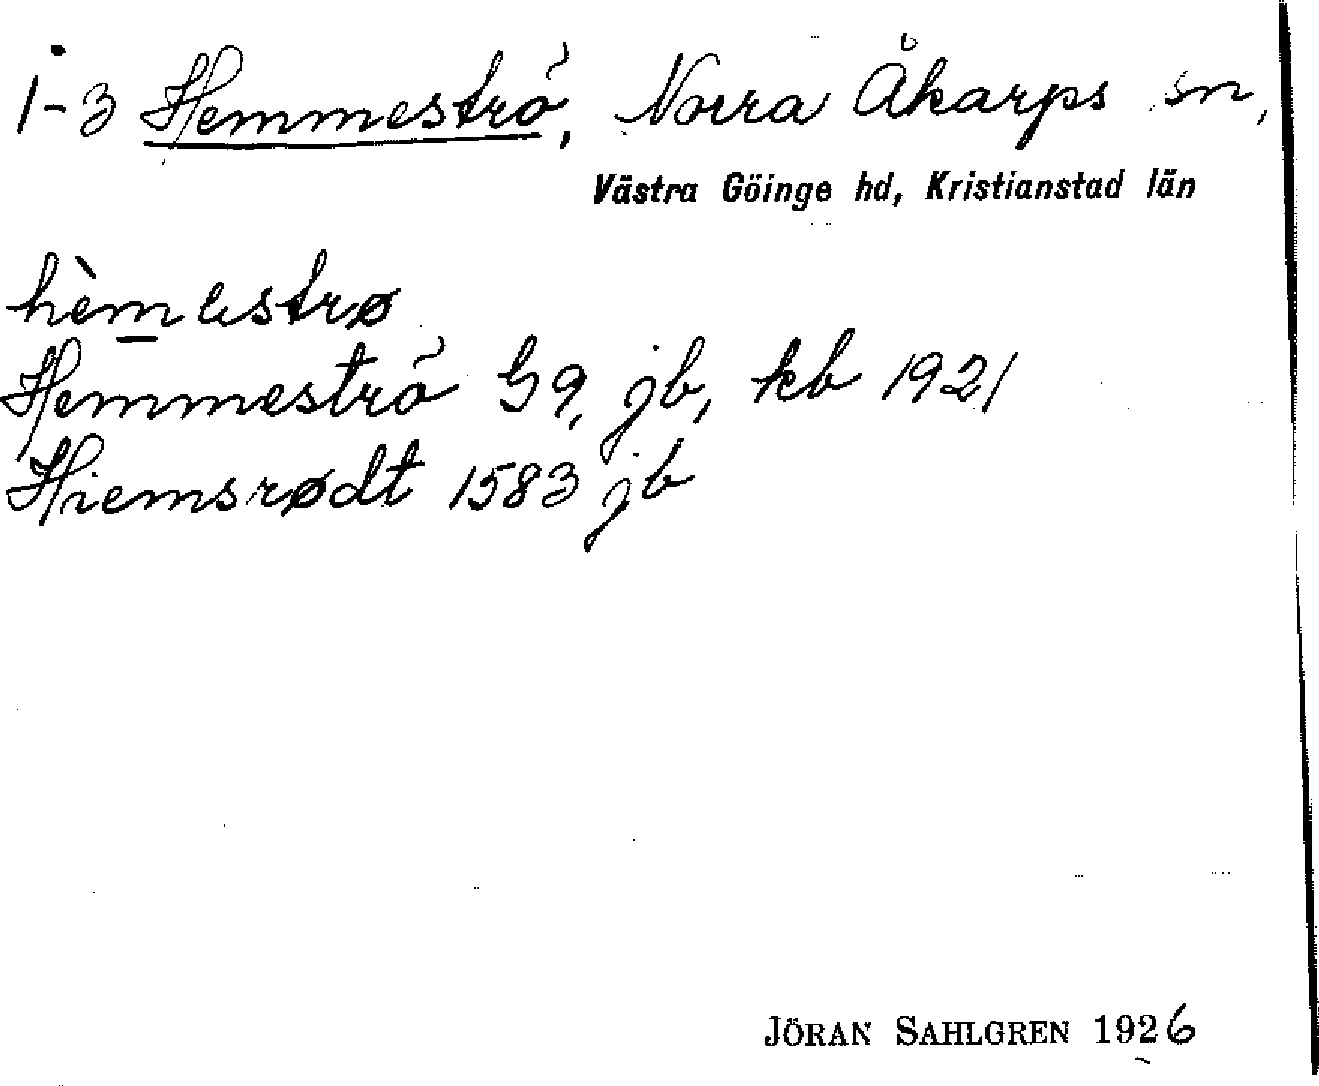 1-3 Hemmeströ, Norra Åkarps sn,
Västra Göinge hd, Kristianstad län
hèmestrø
Hemmeströ G9, jb, kb 1921
Hiemsrødt 1583 jb
JÖRAN SAHLGREN 1926